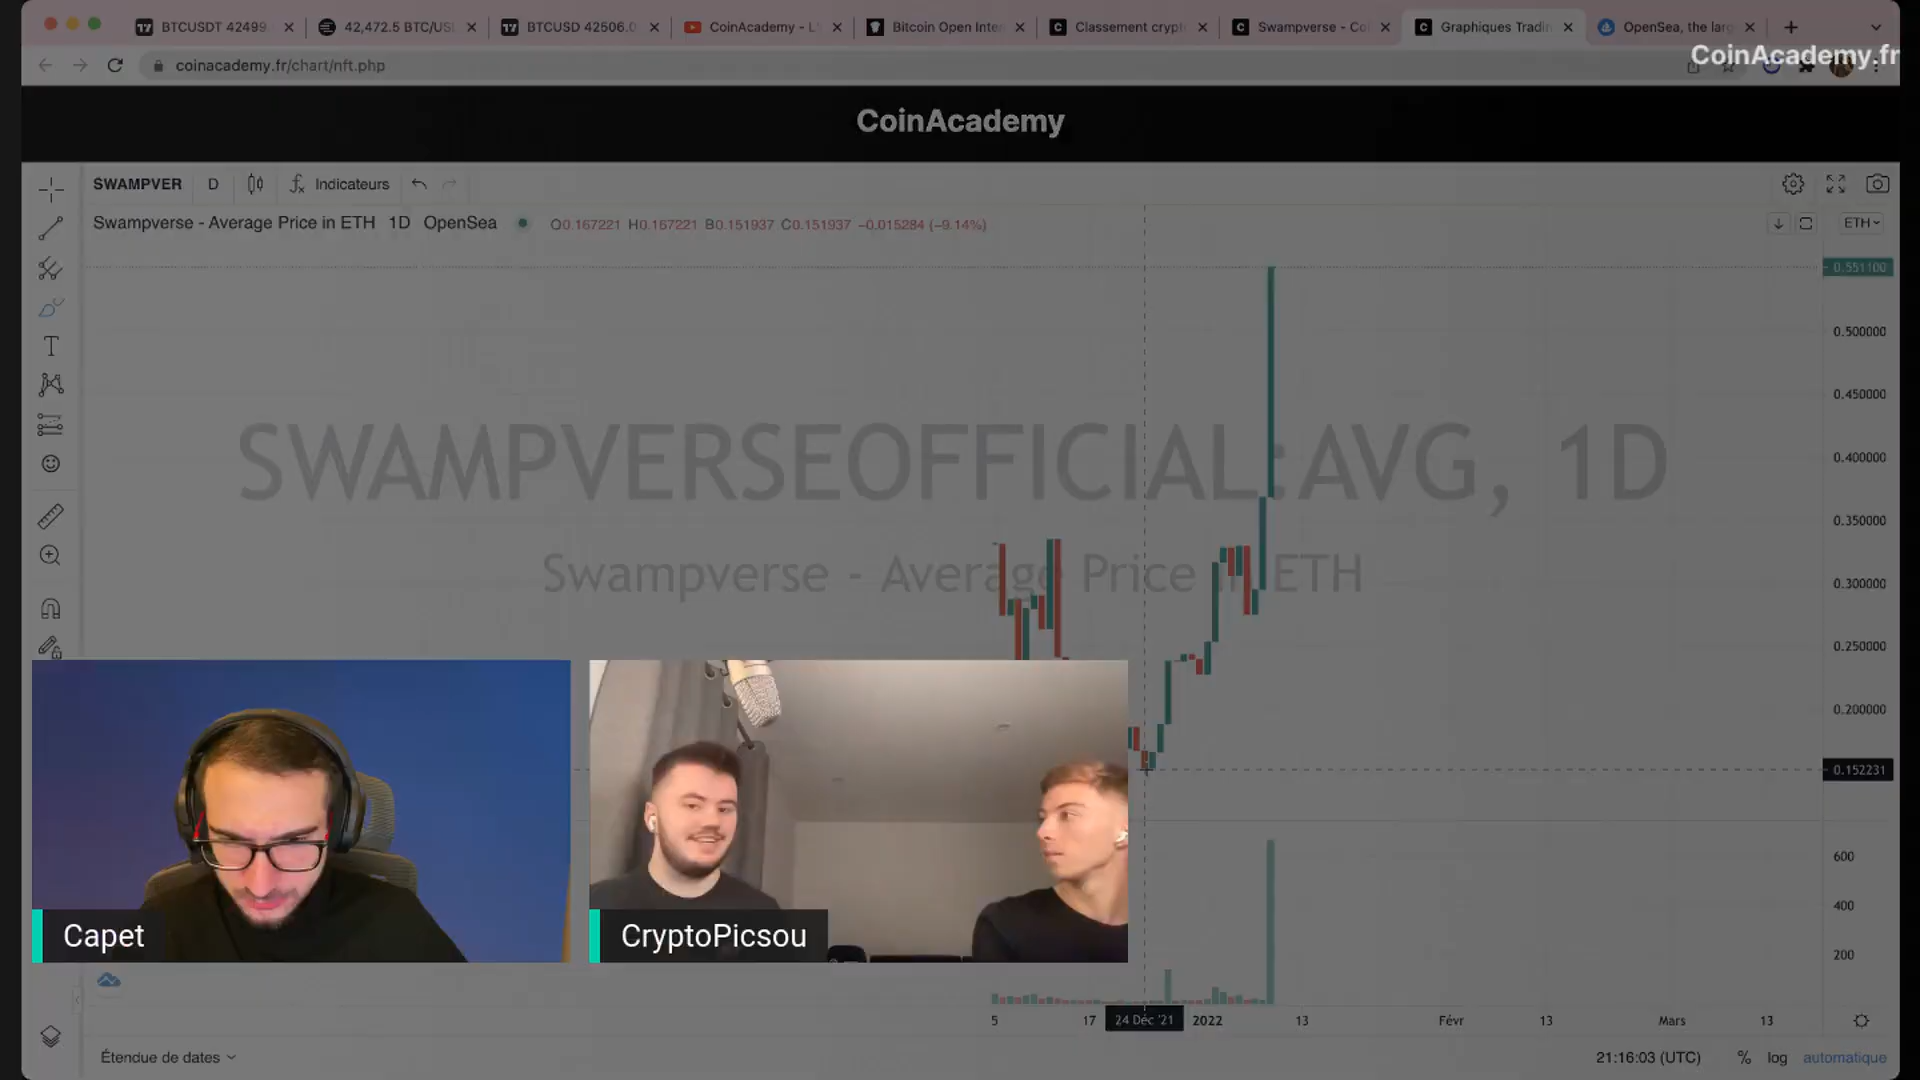 BTCUSDT 42499.
42,472.5 BTC/US
BTCUSD 42506.0
CoinAcademy - L'
Bitcoin Open Inte
Classement crypt
Swampverse - Co
Graphiques Tradin
OpenSea, the larg
CoinAcademy.fr
coinacademy.fr/chart/nft.php
CoinAcademy
SWAMPVER D Indicateurs
Swampverse - Average Price in ETH 1D OpenSea O0.167221 H0.167221 B0.151937 C0.151937 −0.015284 (−9.14%)
ETH
0.551100
0.500000
0.450000
0.400000
0.350000
0.300000
0.250000
0.200000
0.152231
SWAMPVERSEOFFICIAL:AVG, 1D
Swampverse - Average Price in ETH
600
400
200
Capet
CryptoPicsou
5 17 24 Déc '21 2022 13 Févr 13 Mars 13
Étendue de dates
21:16:03 (UTC) % log automatique